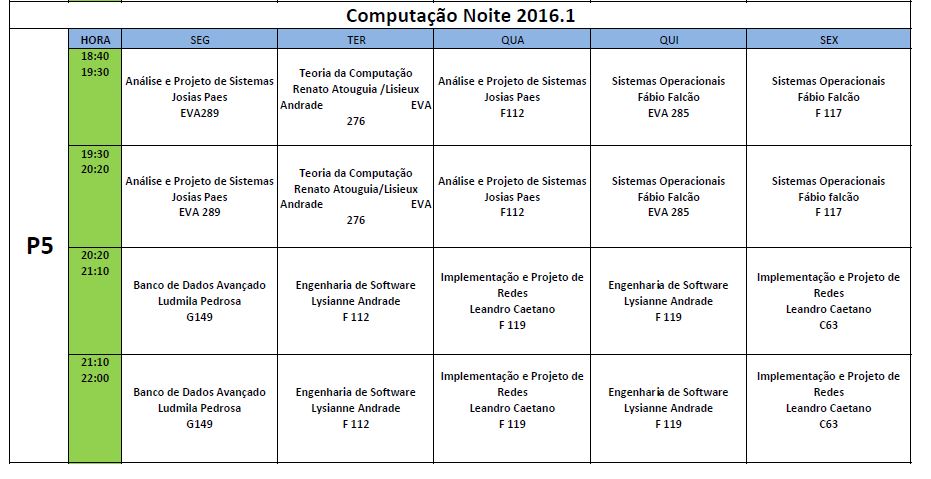 Computação Noite 2016.1
HORA SEG TER QUA QUI SEX
P5
18:40
19:30
Análise e Projeto de Sistemas
Josias Paes
EVA289
Teoria da Computação
Renato Atouguia /Lisieux
Andrade EVA
276
Análise e Projeto de Sistemas
Josias Paes
F112
Sistemas Operacionais
Fábio Falcão
EVA 285
Sistemas Operacionais
Fábio Falcão
F 117
19:30
20:20
Análise e Projeto de Sistemas
Josias Paes
EVA 289
Teoria da Computação
Renato Atouguia/Lisieux
Andrade EVA
276
Análise e Projeto de Sistemas
Josias Paes
F112
Sistemas Operacionais
Fábio Falcão
EVA 285
Sistemas Operacionais
Fábio falcão
F 117
20:20
21:10
Banco de Dados Avançado
Ludmila Pedrosa
G149
Engenharia de Software
Lysianne Andrade
F 112
Implementação e Projeto de
Redes
Leandro Caetano
F 119
Engenharia de Software
Lysianne Andrade
F 119
Implementação e Projeto de
Redes
Leandro Caetano
C63
21:10
22:00
Banco de Dados Avançado
Ludmila Pedrosa
G149
Engenharia de Software
Lysianne Andrade
F 112
Implementação e Projeto de
Redes
Leandro Caetano
F 119
Engenharia de Software
Lysianne Andrade
F 119
Implementação e Projeto de
Redes
Leandro Caetano
C63